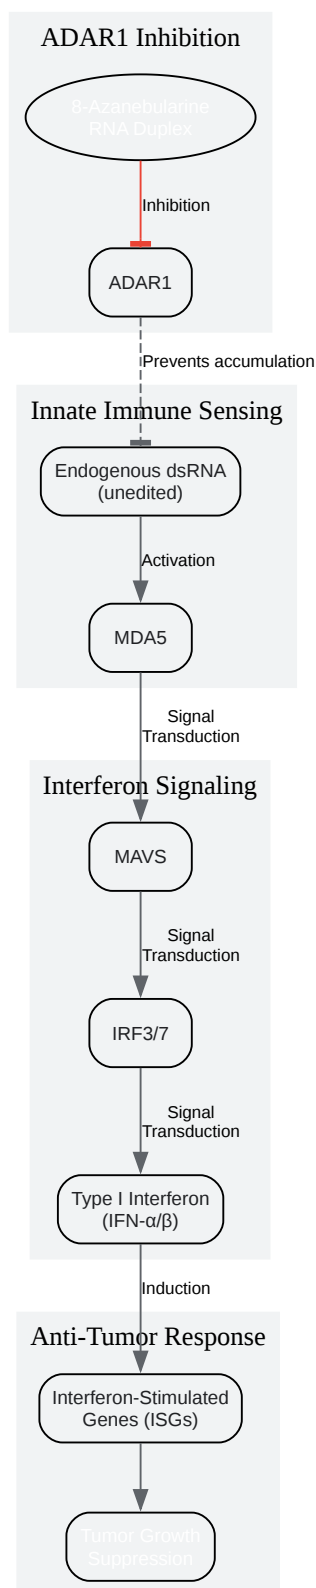 ADAR1 Inhibition
8-Azanebularine
RNA Duplex
Inhibition
ADAR1
Prevents accumulation
Innate Immune Sensing
Endogenous dsRNA
(unedited)
Activation
MDA5
Signal
Transduction
Interferon Signaling
MAVS
Signal
Transduction
IRF3/7
Signal
Transduction
Type I Interferon
(IFN-α/β)
Induction
Anti-Tumor Response
Interferon-Stimulated
Genes (ISGs)
Tumor Growth
Suppression